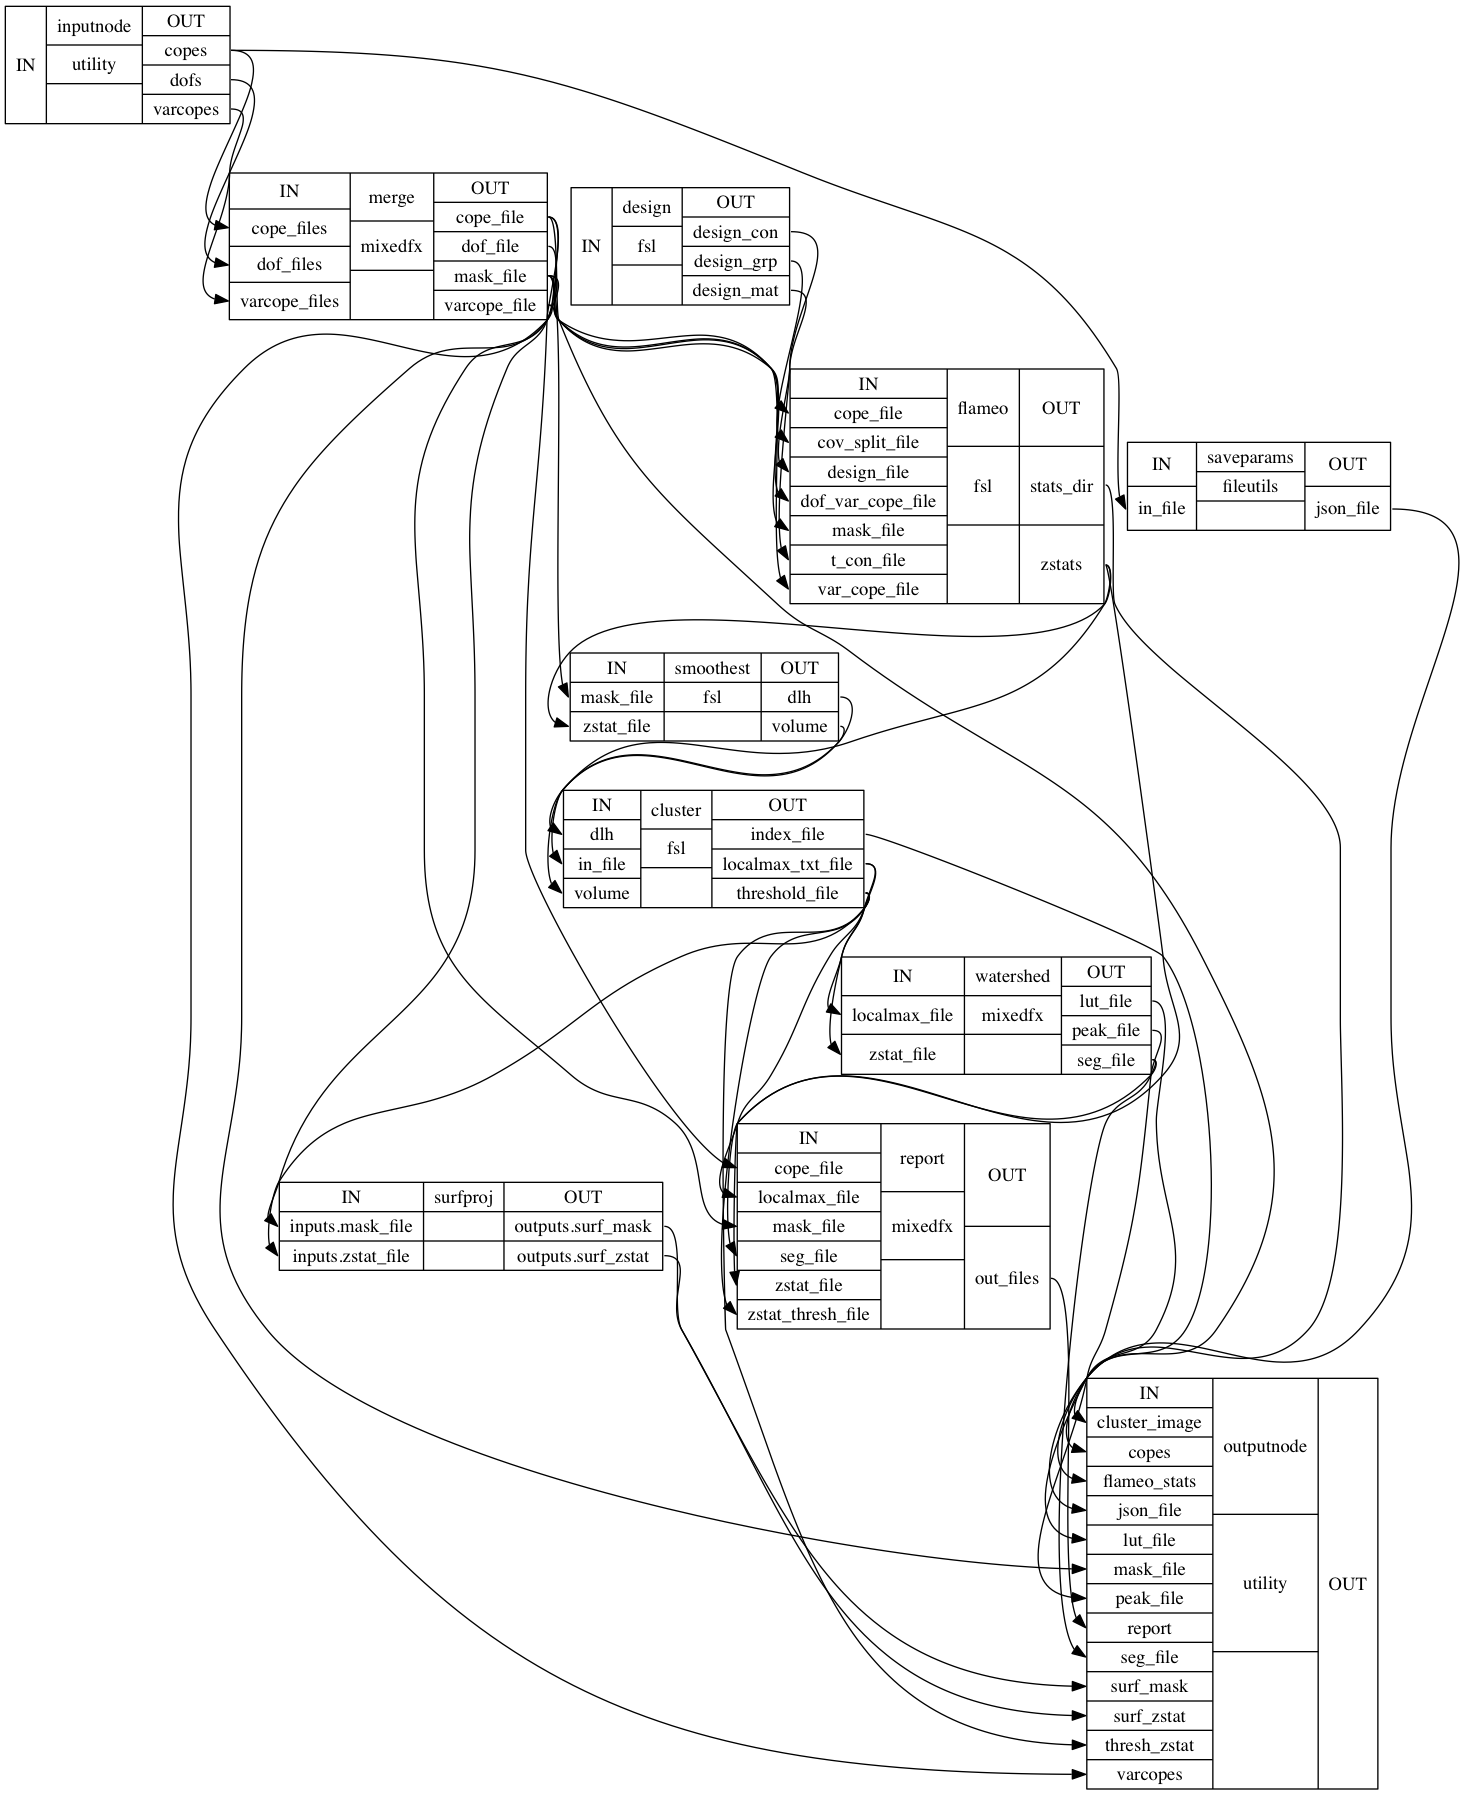 IN
inputnode
utility
OUT
copes
dofs
varcopes
IN
cope_files
dof_files
varcope_files
merge
mixedfx
OUT
cope_file
dof_file
mask_file
varcope_file
IN
design
fsl
OUT
design_con
design_grp
design_mat
IN
cope_file
cov_split_file
design_file
dof_var_cope_file
mask_file
t_con_file
var_cope_file
flameo
fsl
OUT
stats_dir
zstats
IN
in_file
saveparams
fileutils
OUT
json_file
IN
mask_file
zstat_file
smoothest
fsl
OUT
dlh
volume
IN
dlh
in_file
volume
cluster
fsl
OUT
index_file
localmax_txt_file
threshold_file
IN
localmax_file
zstat_file
watershed
mixedfx
OUT
lut_file
peak_file
seg_file
IN
cope_file
localmax_file
mask_file
seg_file
zstat_file
zstat_thresh_file
report
mixedfx
OUT
out_files
IN
inputs.mask_file
inputs.zstat_file
surfproj
OUT
outputs.surf_mask
outputs.surf_zstat
IN
cluster_image
copes
flameo_stats
json_file
lut_file
mask_file
peak_file
report
seg_file
surf_mask
surf_zstat
thresh_zstat
varcopes
outputnode
utility
OUT